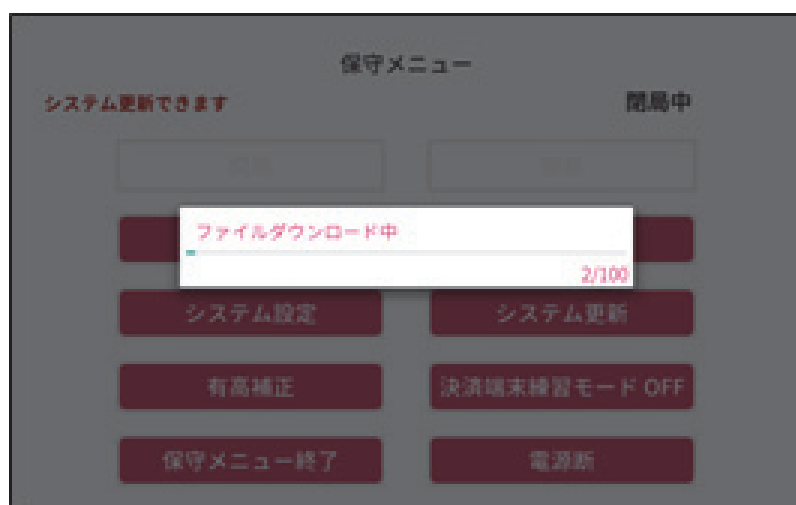 保守メニュー
システム更新できます
閉局中
ファイルダウンロード中
2/100
システム設定
システム更新
有高補正
決済端末練習モード OFF
保守メニュー終了
電源断